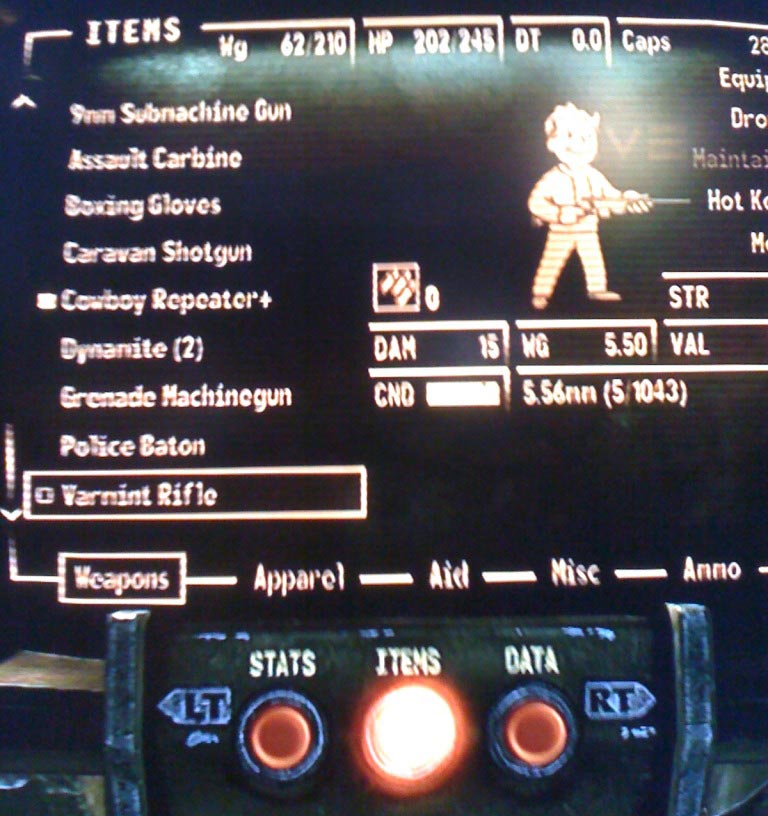 ITEMS
Wg 62/210 HP 202/245 DT 0.0 Caps 28
Equip
9mm Submachine Gun
Dro
Assault Carbine
Maintai
Boxing Gloves
Hot Ke
Caravan Shotgun
Mo
Cowboy Repeater+
0
STR
Dynamite (2)
DAM 15 WG 5.50 VAL
Grenade Machinegun
CND 5.56mm (5/1043)
Police Baton
Varmint Rifle
Weapons Apparel Aid Misc Ammo
STATS ITEMS DATA
LT RT